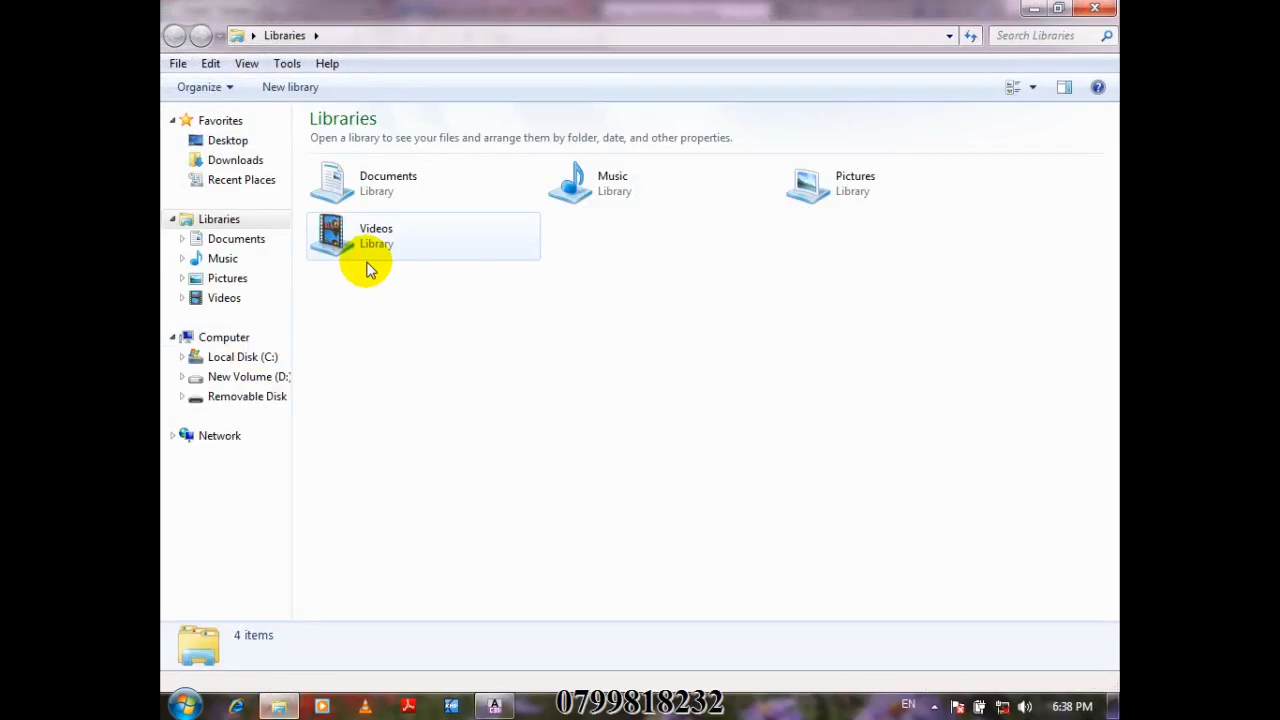 Libraries
Search Libraries
File Edit View Tools Help
Organize New library
Favorites
Desktop
Downloads
Recent Places
Libraries
Documents
Music
Pictures
Videos
Computer
Local Disk (C:)
New Volume (D:)
Removable Disk
Network
Libraries
Open a library to see your files and arrange them by folder, date, and other properties.
Documents
Library
Music
Library
Pictures
Library
Videos
Library
4 items
0799818232
EN
6:38 PM